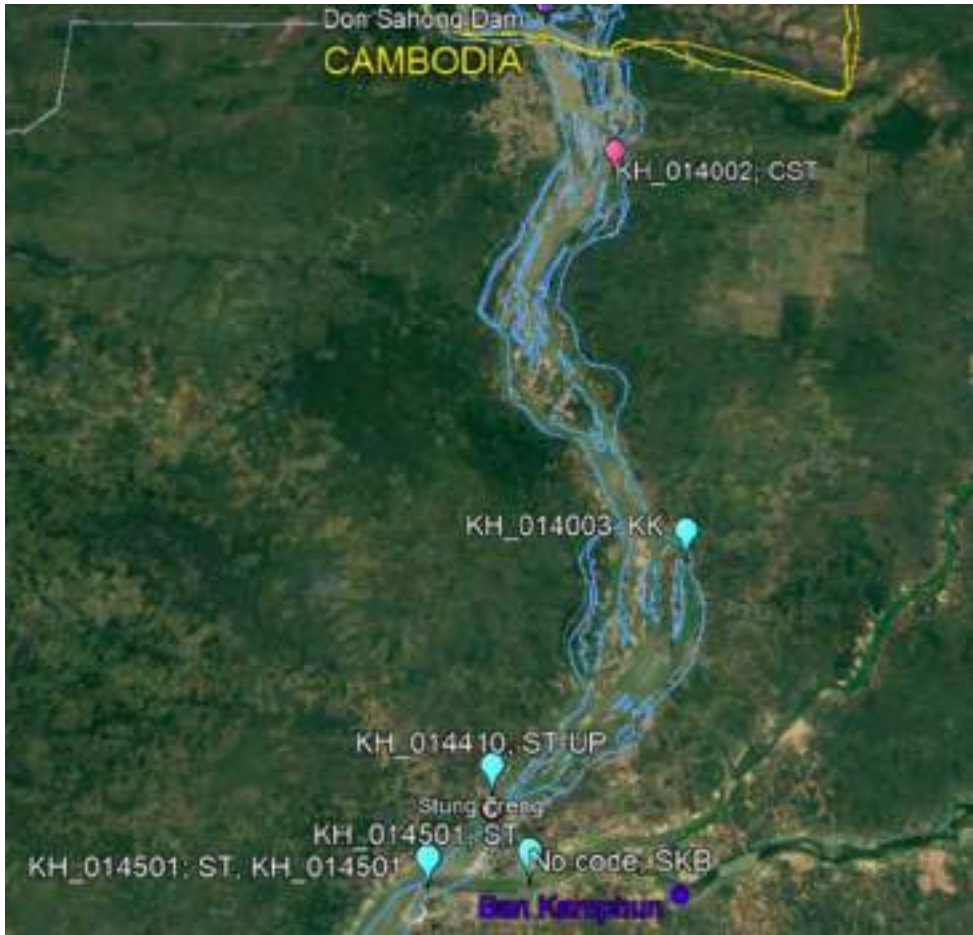 Don Sahong Dam
CAMBODIA
KH_014002; CST
KH_014003; KK
KH_014410; ST-UP
Stung Treng
KH_014501; ST
KH_014501; ST, KH_014501
No code, SKB
Ban Kamphun